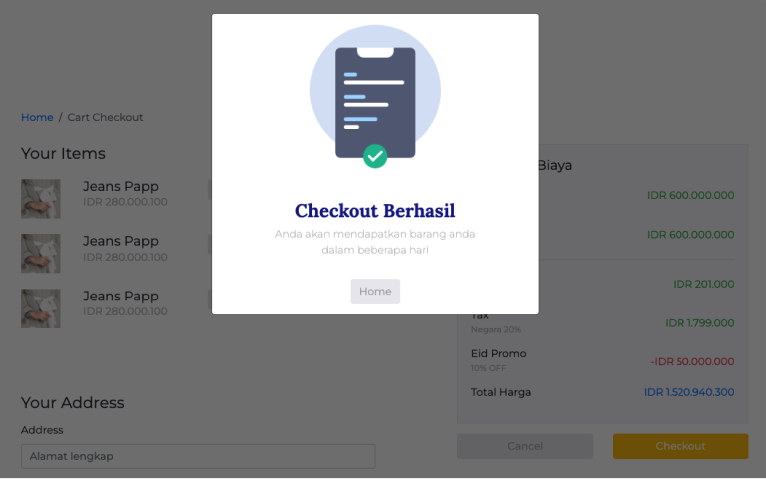 Checkout Berhasil
Anda akan mendapatkan barang anda
dalam beberapa hari
Home
Home / Cart Checkout
Your Items
Jeans Papp
IDR 280.000.100
Jeans Papp
IDR 280.000.100
Jeans Papp
IDR 280.000.100
Your Address
Address
Alamat lengkap
Biaya
IDR 600.000.000
IDR 600.000.000
IDR 201.000
Tax
Negara 20%
IDR 1.799.000
Eid Promo
10% OFF
-IDR 50.000.000
Total Harga
IDR 1.520.940.300
Cancel
Checkout